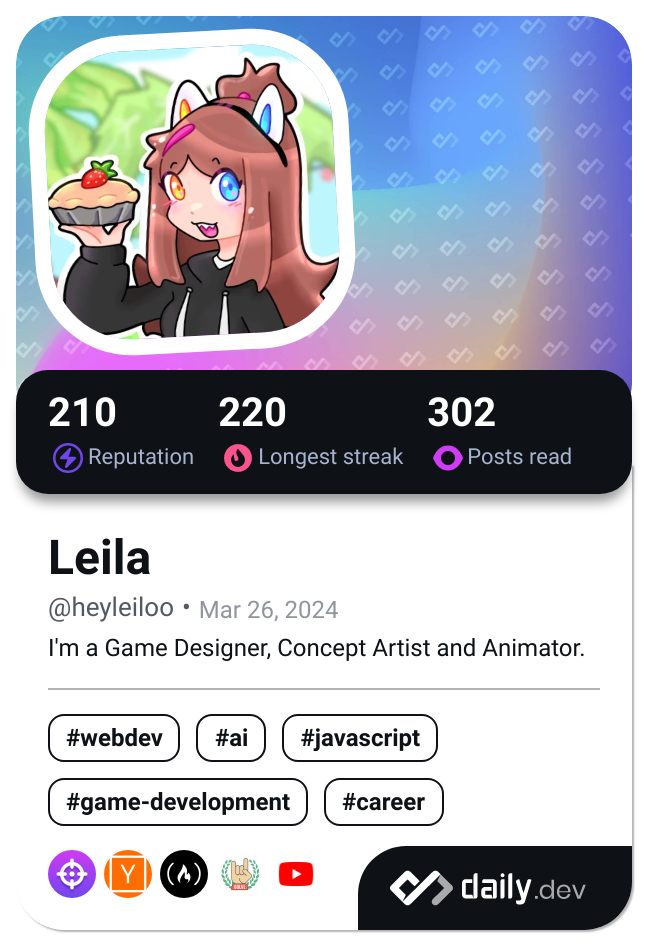 210 220 302
Reputation Longest streak Posts read
Leila
@heyleiloo • Mar 26, 2024
I'm a Game Designer, Concept Artist and Animator.
#webdev #ai #javascript
#game-development #career
Y
daily.dev